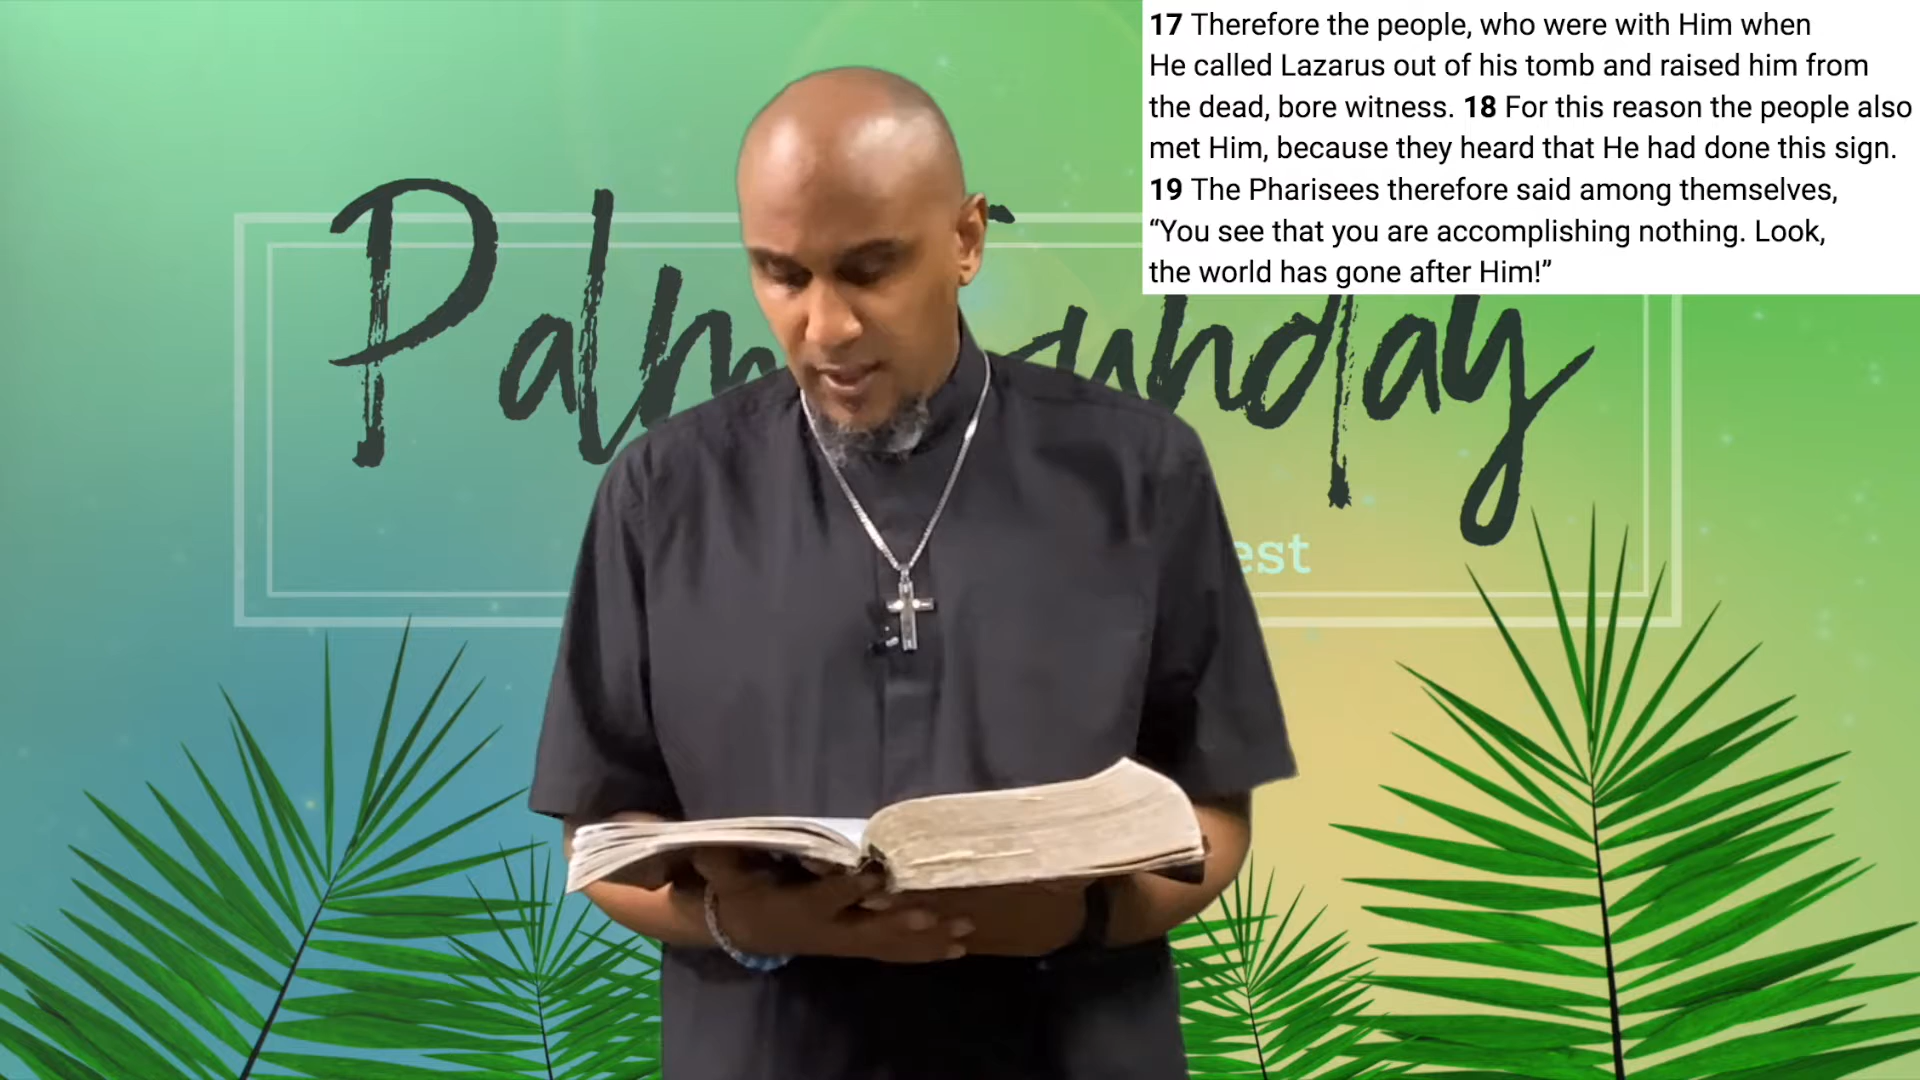 17 Therefore the people, who were with Him when
He called Lazarus out of his tomb and raised him from
the dead, bore witness. 18 For this reason the people also
met Him, because they heard that He had done this sign.
19 The Pharisees therefore said among themselves,
“You see that you are accomplishing nothing. Look,
the world has gone after Him!”
Palm Sunday